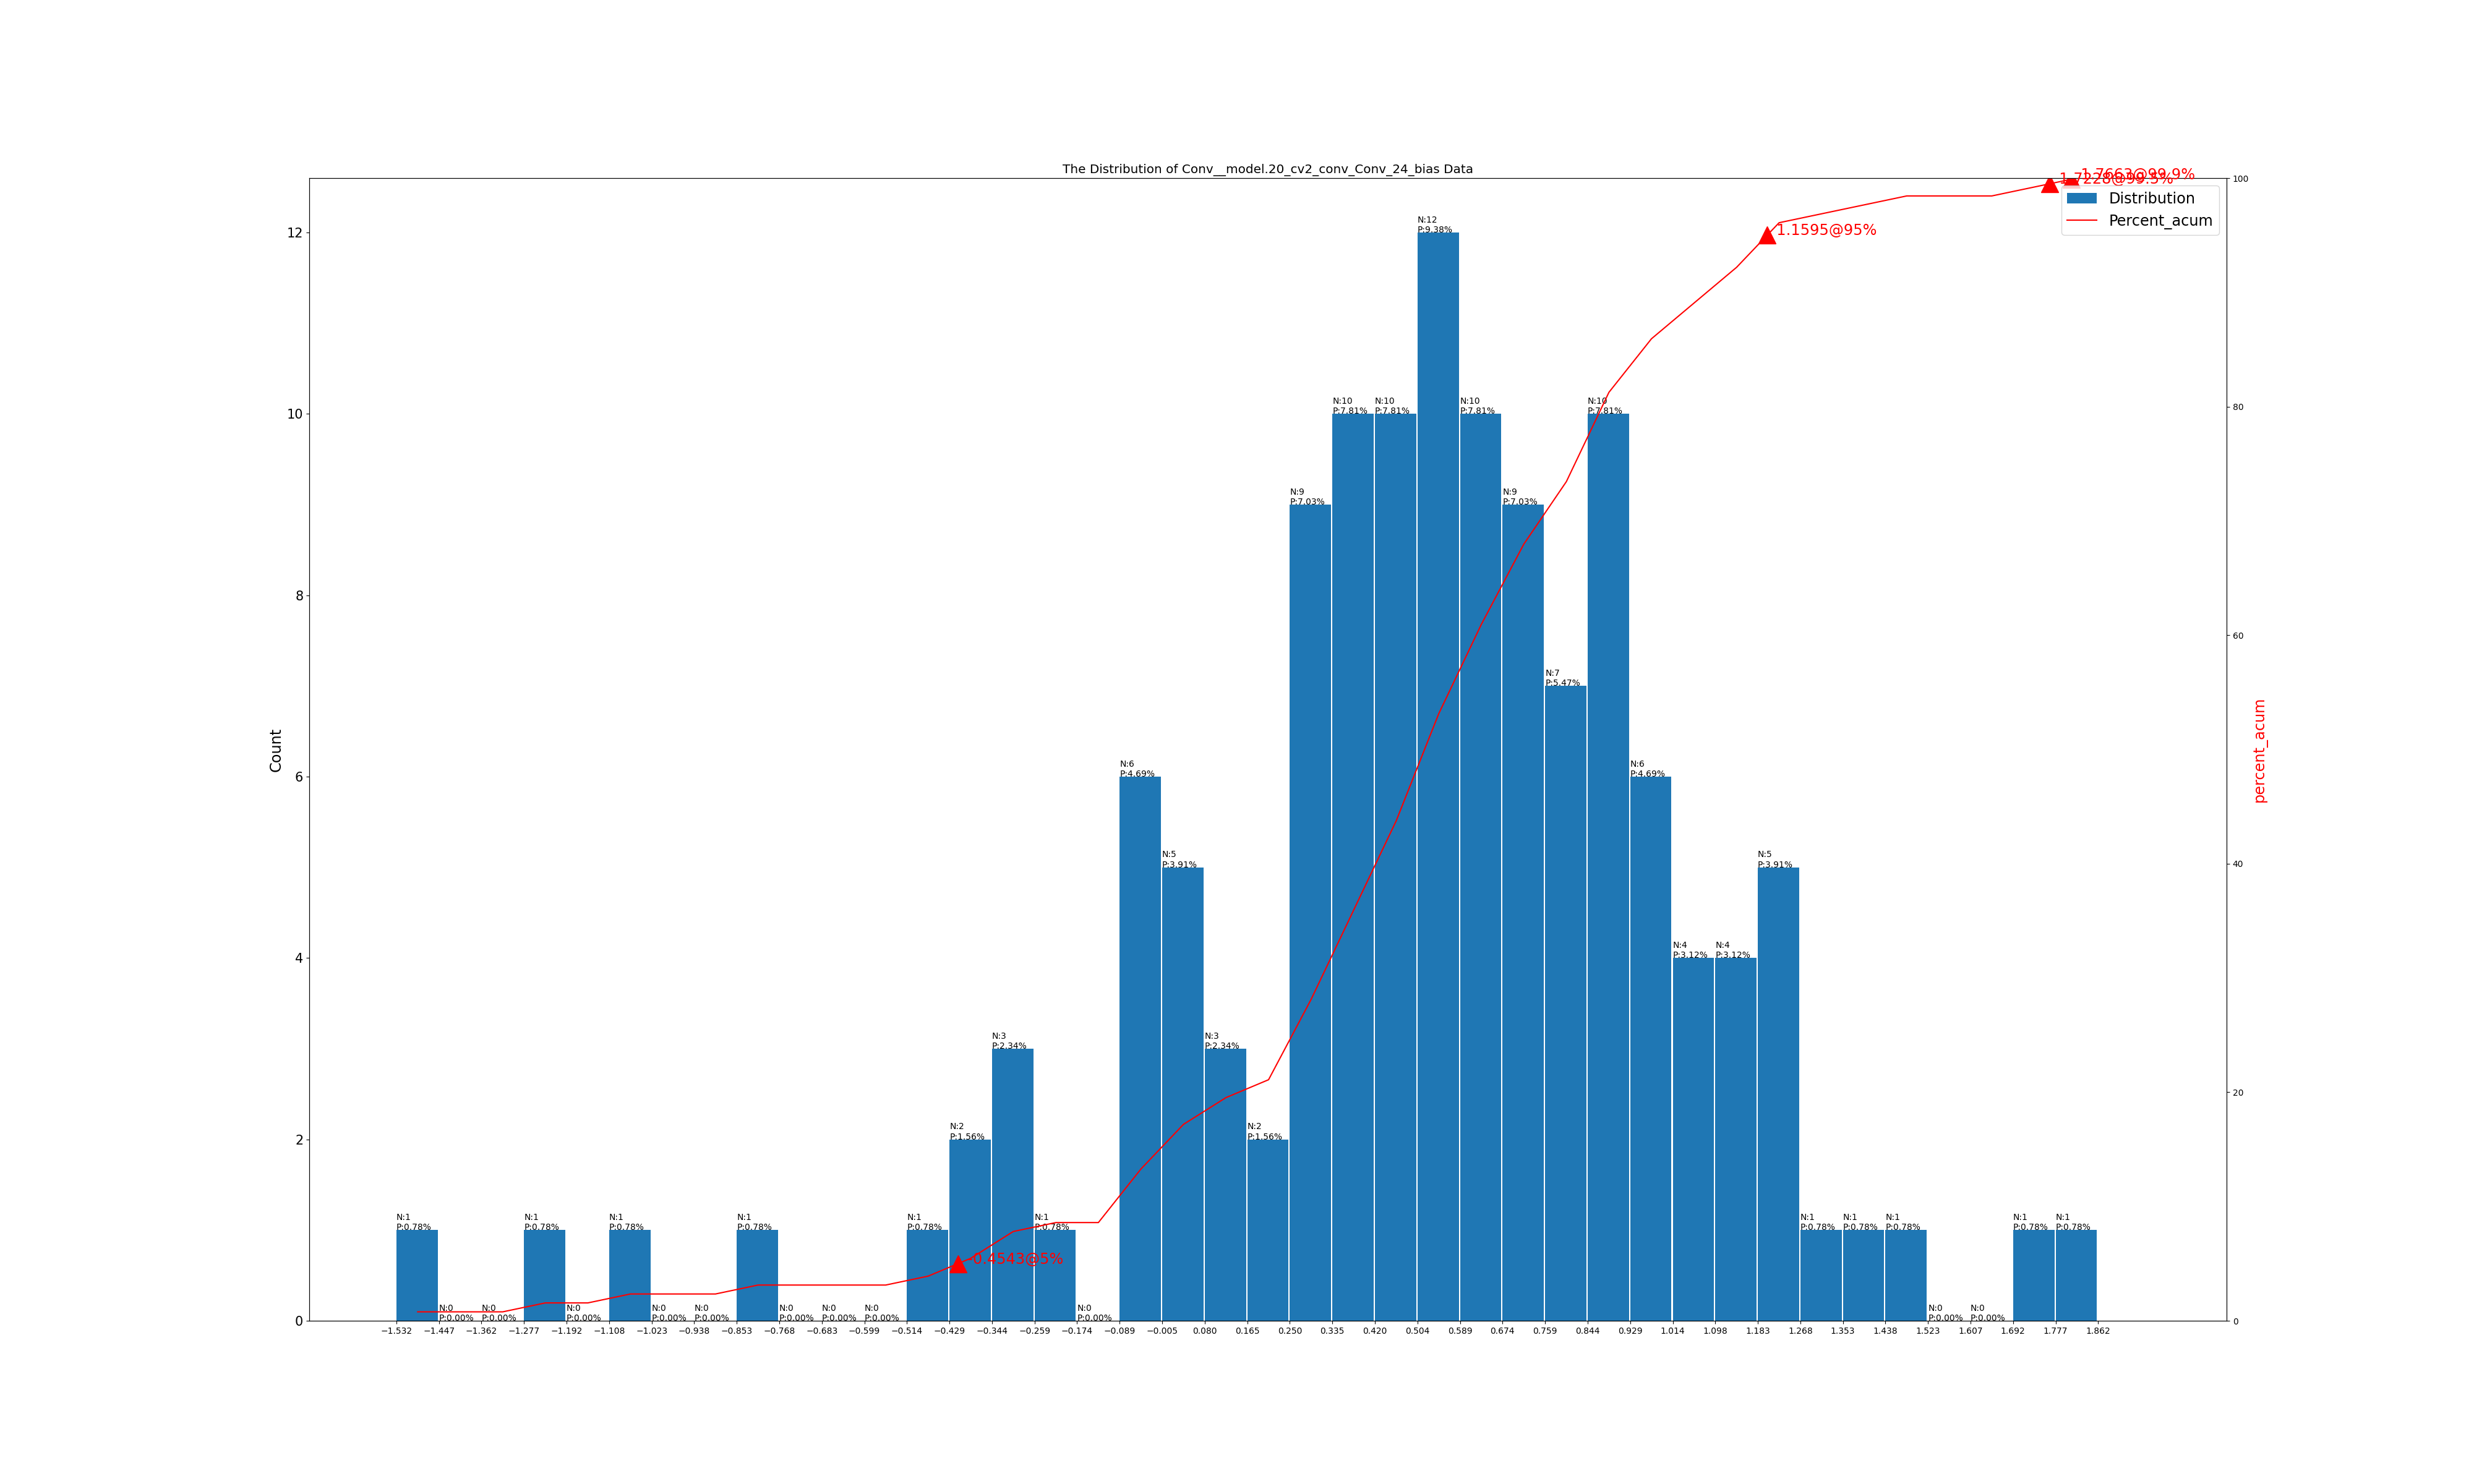 The Distribution of Conv__model.20_cv2_conv_Conv_24_bias Data
1.7663@99.9%
1.7228@99.5%
Distribution
Percent_acum
1.1595@95%
-0.4543@5%
Count
12
10
8
6
4
2
0
percent_acum
100
80
60
40
20
0
N:1
P:0.78%
N:0
P:0.00%
N:0
P:0.00%
N:1
P:0.78%
N:0
P:0.00%
N:1
P:0.78%
N:0
P:0.00%
N:0
P:0.00%
N:1
P:0.78%
N:0
P:0.00%
N:0
P:0.00%
N:0
P:0.00%
N:1
P:0.78%
N:2
P:1.56%
N:3
P:2.34%
N:1
P:0.78%
N:0
P:0.00%
N:6
P:4.69%
N:5
P:3.91%
N:3
P:2.34%
N:2
P:1.56%
N:9
P:7.03%
N:10
P:7.81%
N:10
P:7.81%
N:12
P:9.38%
N:10
P:7.81%
N:9
P:7.03%
N:7
P:5.47%
N:10
P:7.81%
N:6
P:4.69%
N:4
P:3.12%
N:4
P:3.12%
N:5
P:3.91%
N:1
P:0.78%
N:1
P:0.78%
N:1
P:0.78%
N:0
P:0.00%
N:0
P:0.00%
N:1
P:0.78%
N:1
P:0.78%
−1.532 −1.447 −1.362 −1.277 −1.192 −1.108 −1.023 −0.938 −0.853 −0.768 −0.683 −0.599 −0.514 −0.429 −0.344 −0.259 −0.174 −0.089 −0.005 0.080 0.165 0.250 0.335 0.420 0.504 0.589 0.674 0.759 0.844 0.929 1.014 1.098 1.183 1.268 1.353 1.438 1.523 1.607 1.692 1.777 1.862